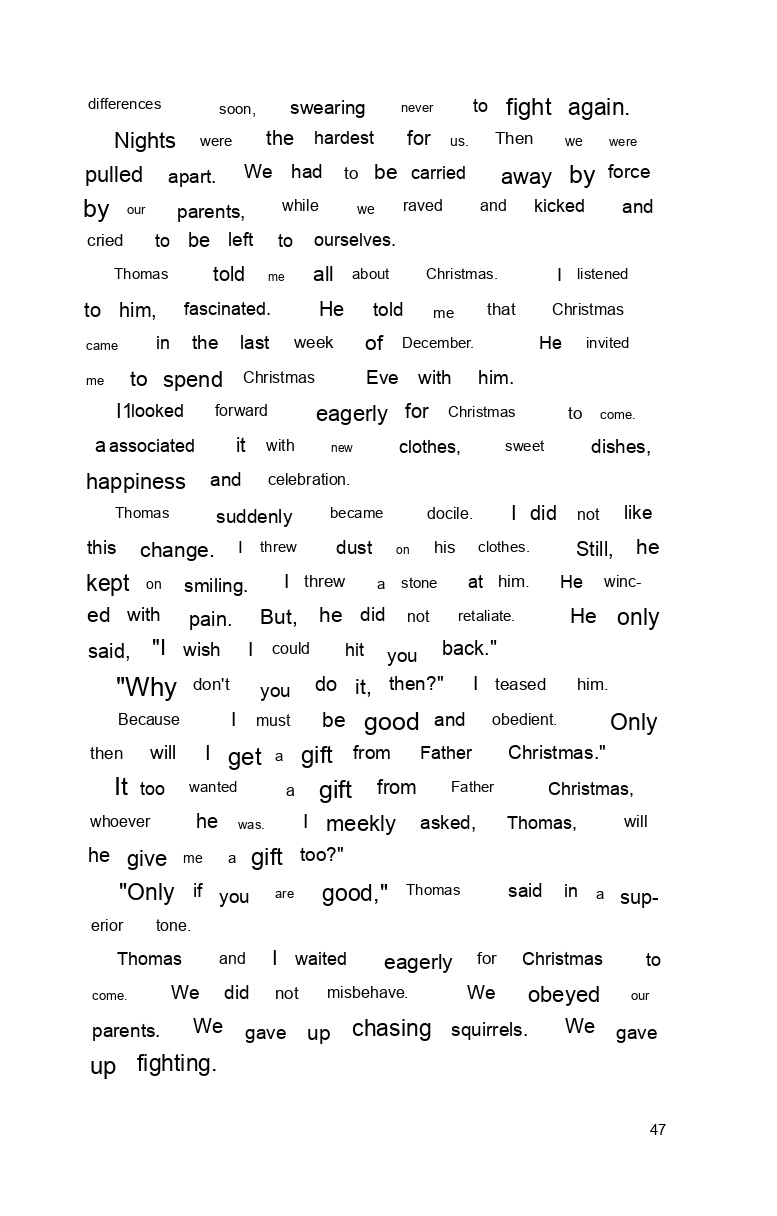 differences soon, swearing never to fight again.
Nights were the hardest for us. Then we were
pulled apart. We had to be carried away by force
by our parents, while we raved and kicked and
cried to be left to ourselves.
Thomas told me all about Christmas. I listened
to him, fascinated. He told me that Christmas
came in the last week of December. He invited
me to spend Christmas Eve with him.
I1looked forward eagerly for Christmas to come.
a associated it with new clothes, sweet dishes,
happiness and celebration.
Thomas suddenly became docile. I did not like
this change. I threw dust on his clothes. Still, he
kept on smiling. I threw a stone at him. He winc-
ed with pain. But, he did not retaliate. He only
said, "I wish I could hit you back."
"Why don't you do it, then?" I teased him.
Because I must be good and obedient. Only
then will I get a gift from Father Christmas."
It too wanted a gift from Father Christmas,
whoever he was. I meekly asked, Thomas, will
he give me a gift too?"
"Only if you are good," Thomas said in a sup-
erior tone.
Thomas and I waited eagerly for Christmas to
come. We did not misbehave. We obeyed our
parents. We gave up chasing squirrels. We gave
up fighting.
47